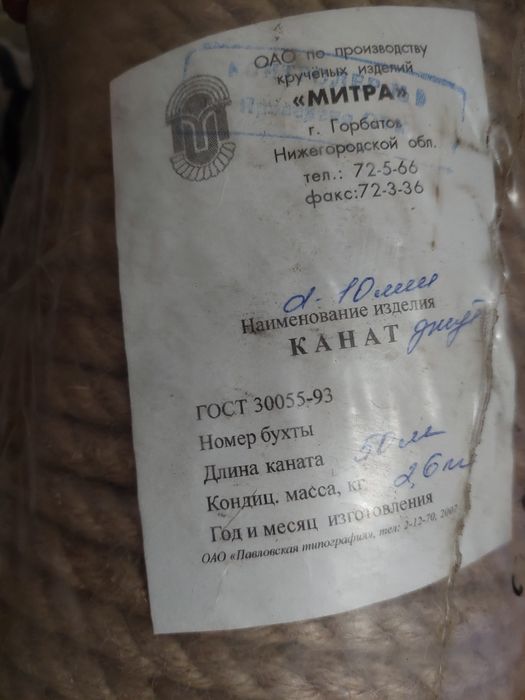 ОАО по производству
крученых изделий
«МИТРА»
г. Горбатов
Нижегородской обл.
тел.: 72-5-66
факс:72-3-36
d-10мм
Наименование изделия
КАНАТ джут
ГОСТ 30055-93
Номер бухты
Длина каната 50 м
Кондиц. масса, кг 2,6
Год и месяц изготовления
ОАО «Павловская типография», тел: 2-12-70, 2007